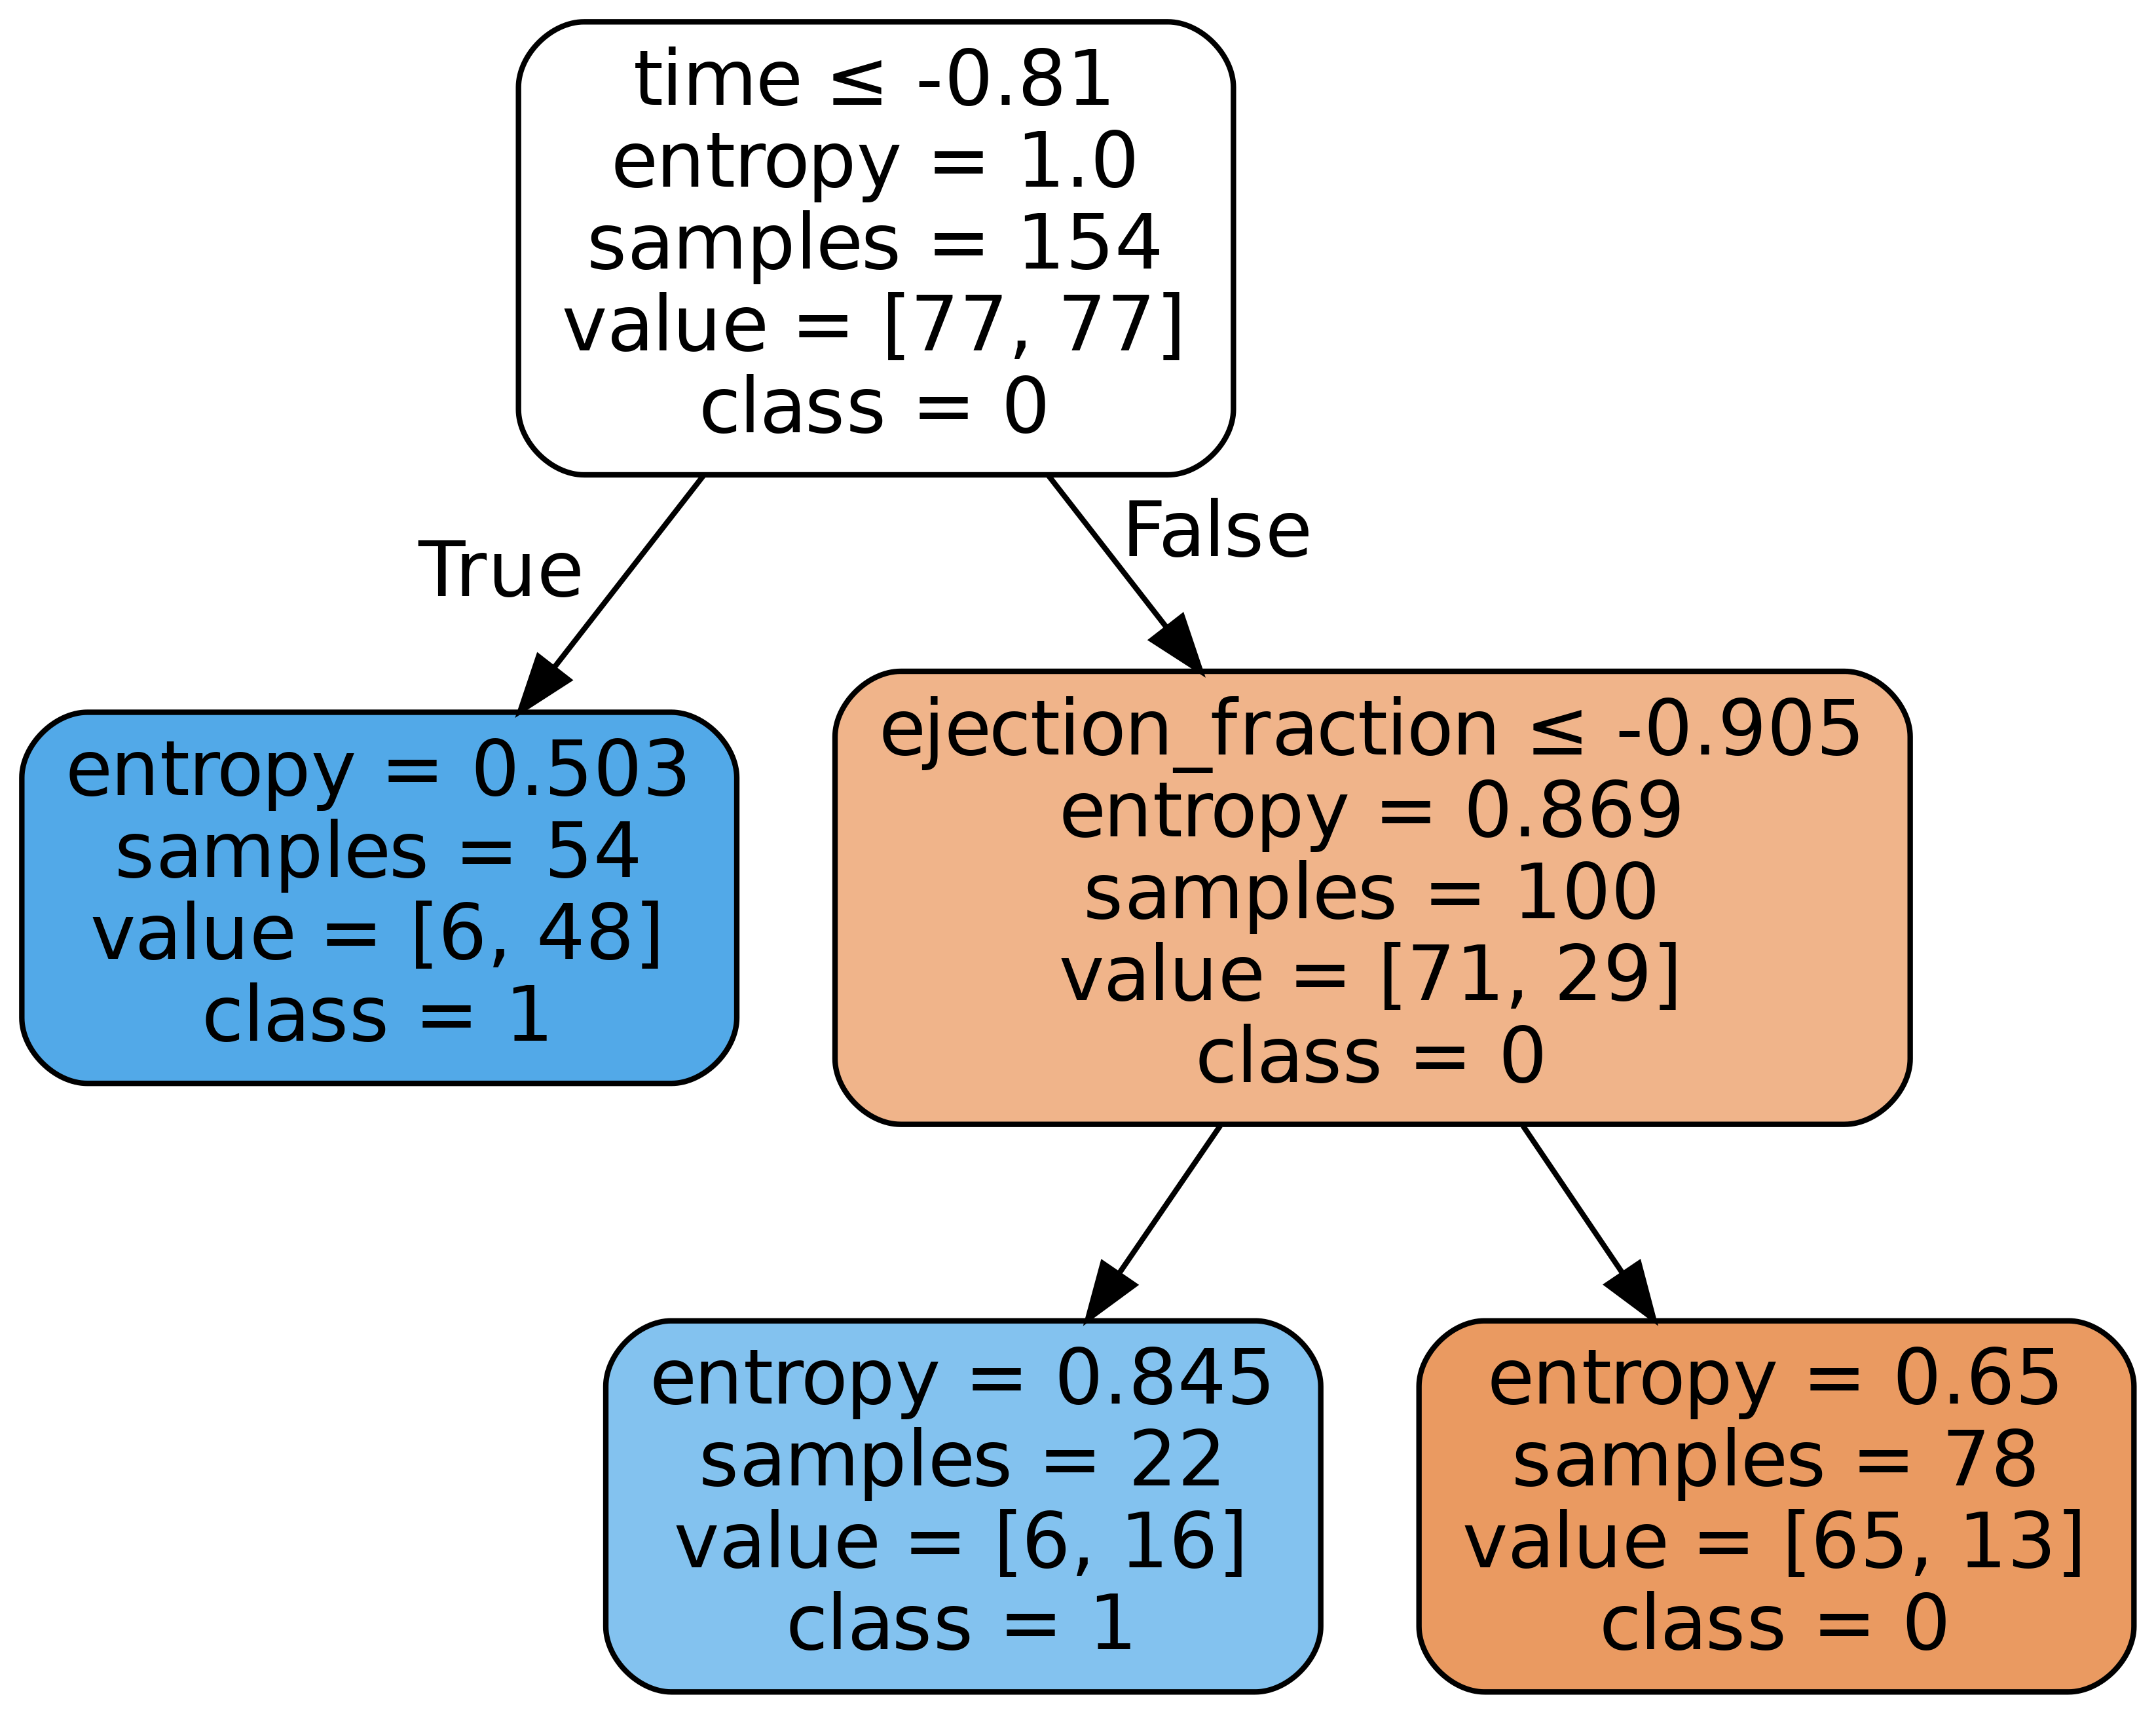 time ≤ -0.81
entropy = 1.0
samples = 154
value = [77, 77]
class = 0
True
False
entropy = 0.503
samples = 54
value = [6, 48]
class = 1
ejection_fraction ≤ -0.905
entropy = 0.869
samples = 100
value = [71, 29]
class = 0
entropy = 0.845
samples = 22
value = [6, 16]
class = 1
entropy = 0.65
samples = 78
value = [65, 13]
class = 0